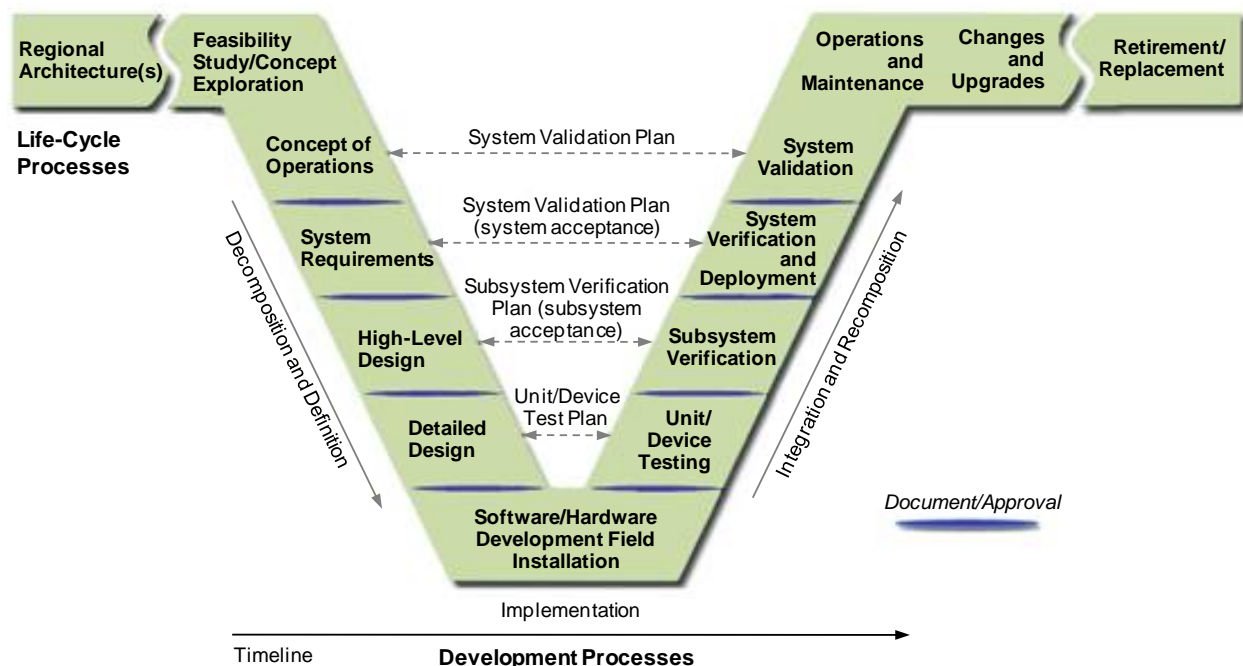 Regional
Architecture(s)
Feasibility
Study/Concept
Exploration
Operations
and
Maintenance
Changes
and
Upgrades
Retirement/
Replacement
Life-Cycle
Processes
Concept of
Operations
System Validation Plan
System
Validation
System
Requirements
System Validation Plan
(system acceptance)
System
Verification
and
Deployment
High-Level
Design
Subsystem Verification
Plan (subsystem
acceptance)
Subsystem
Verification
Detailed
Design
Unit/Device
Test Plan
Unit/
Device
Testing
Decomposition and Definition
Integration and Recomposition
Software/Hardware
Development Field
Installation
Document/Approval
Implementation
Timeline
Development Processes